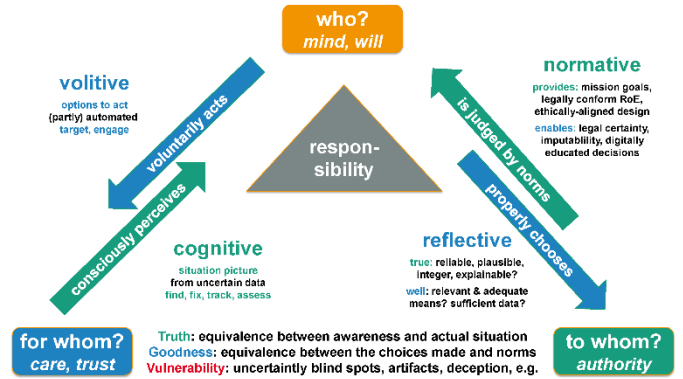 who?
mind, will
volitive
options to act
(partly) automated
target, engage
voluntarily acts
consciously perceives
respon-
sibility
normative
provides: mission goals,
legally conform RoE,
ethically-aligned design
enables: legal certainty,
imputablility, digitally
educated decisions
is judged by norms
properly chooses
cognitive
situation picture
from uncertain data
find, fix, track, assess
reflective
true: reliable, plausible,
integer, explainable?
well: relevant & adequate
means? sufficient data?
for whom?
care, trust
Truth: equivalence between awareness and actual situation
Goodness: equivalence between the choices made and norms
Vulnerability: uncertaintly blind spots, artifacts, deception, e.g.
to whom?
authority